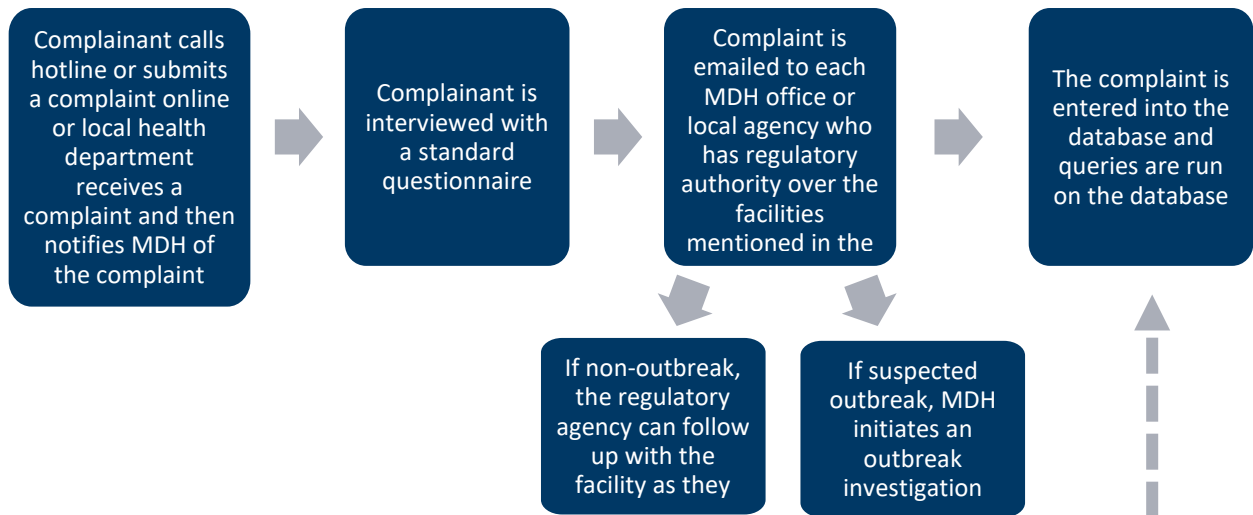 Complainant calls
hotline or submits
a complaint online
or local health
department
receives a
complaint and then
notifies MDH of
the complaint
Complainant is
interviewed with
a standard
questionnaire
Complaint is
emailed to each
MDH office or
local agency who
has regulatory
authority over the
facilities
mentioned in the
The complaint is
entered into the
database and
queries are run
on the database
If non-outbreak,
the regulatory
agency can follow
up with the
facility as they
If suspected
outbreak, MDH
initiates an
outbreak
investigation